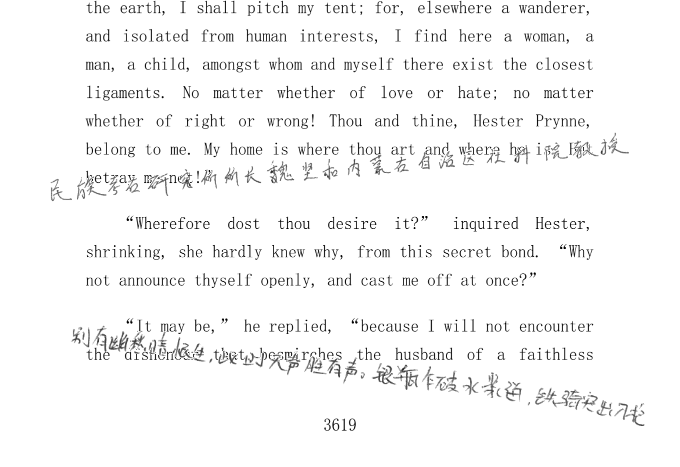 the earth, I shall pitch my tent; for, elsewhere a wanderer,
and isolated from human interests, I find here a woman, a
man, a child, amongst whom and myself there exist the closest
ligaments. No matter whether of love or hate; no matter
whether of right or wrong! Thou and thine, Hester Prynne,
belong to me. My home is where thou art and where he is. But
betray me not!”
民族考古研究所所长魏坚和内蒙古自治区社科院教授
“Wherefore dost thou desire it?” inquired Hester,
shrinking, she hardly knew why, from this secret bond. “Why
not announce thyself openly, and cast me off at once?”
“It may be,” he replied, “because I will not encounter
the dishonour that besmirches the husband of a faithless
别有幽愁暗恨生，此时无声胜有声。银瓶乍破水浆迸，铁骑突出刀枪
3619